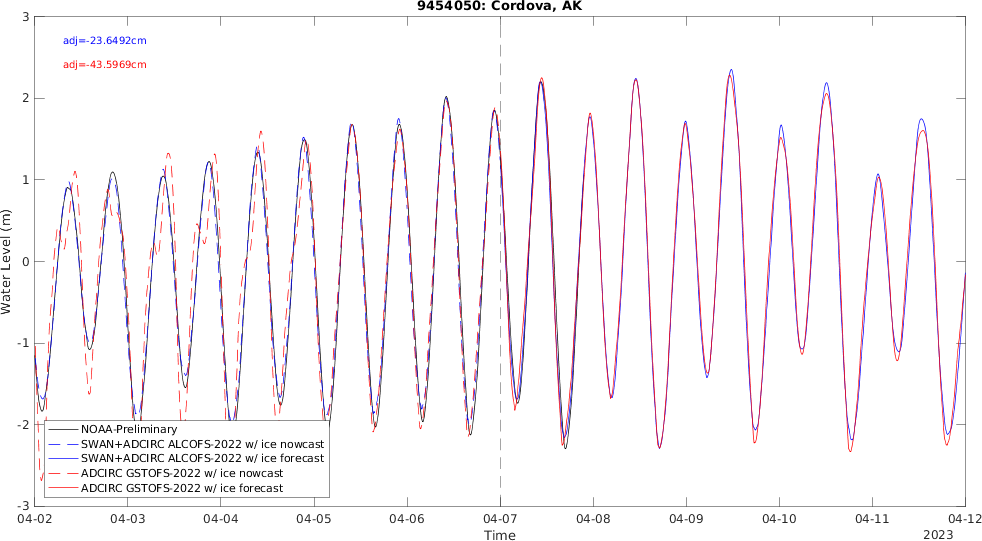 9454050: Cordova, AK
adj=-23.6492cm
adj=-43.5969cm
Water Level (m)
3
2
1
0
-1
-2
-3
NOAA-Preliminary
SWAN+ADCIRC ALCOFS-2022 w/ ice nowcast
SWAN+ADCIRC ALCOFS-2022 w/ ice forecast
ADCIRC GSTOFS-2022 w/ ice nowcast
ADCIRC GSTOFS-2022 w/ ice forecast
04-02 04-03 04-04 04-05 04-06 04-07 04-08 04-09 04-10 04-11 04-12
Time
2023